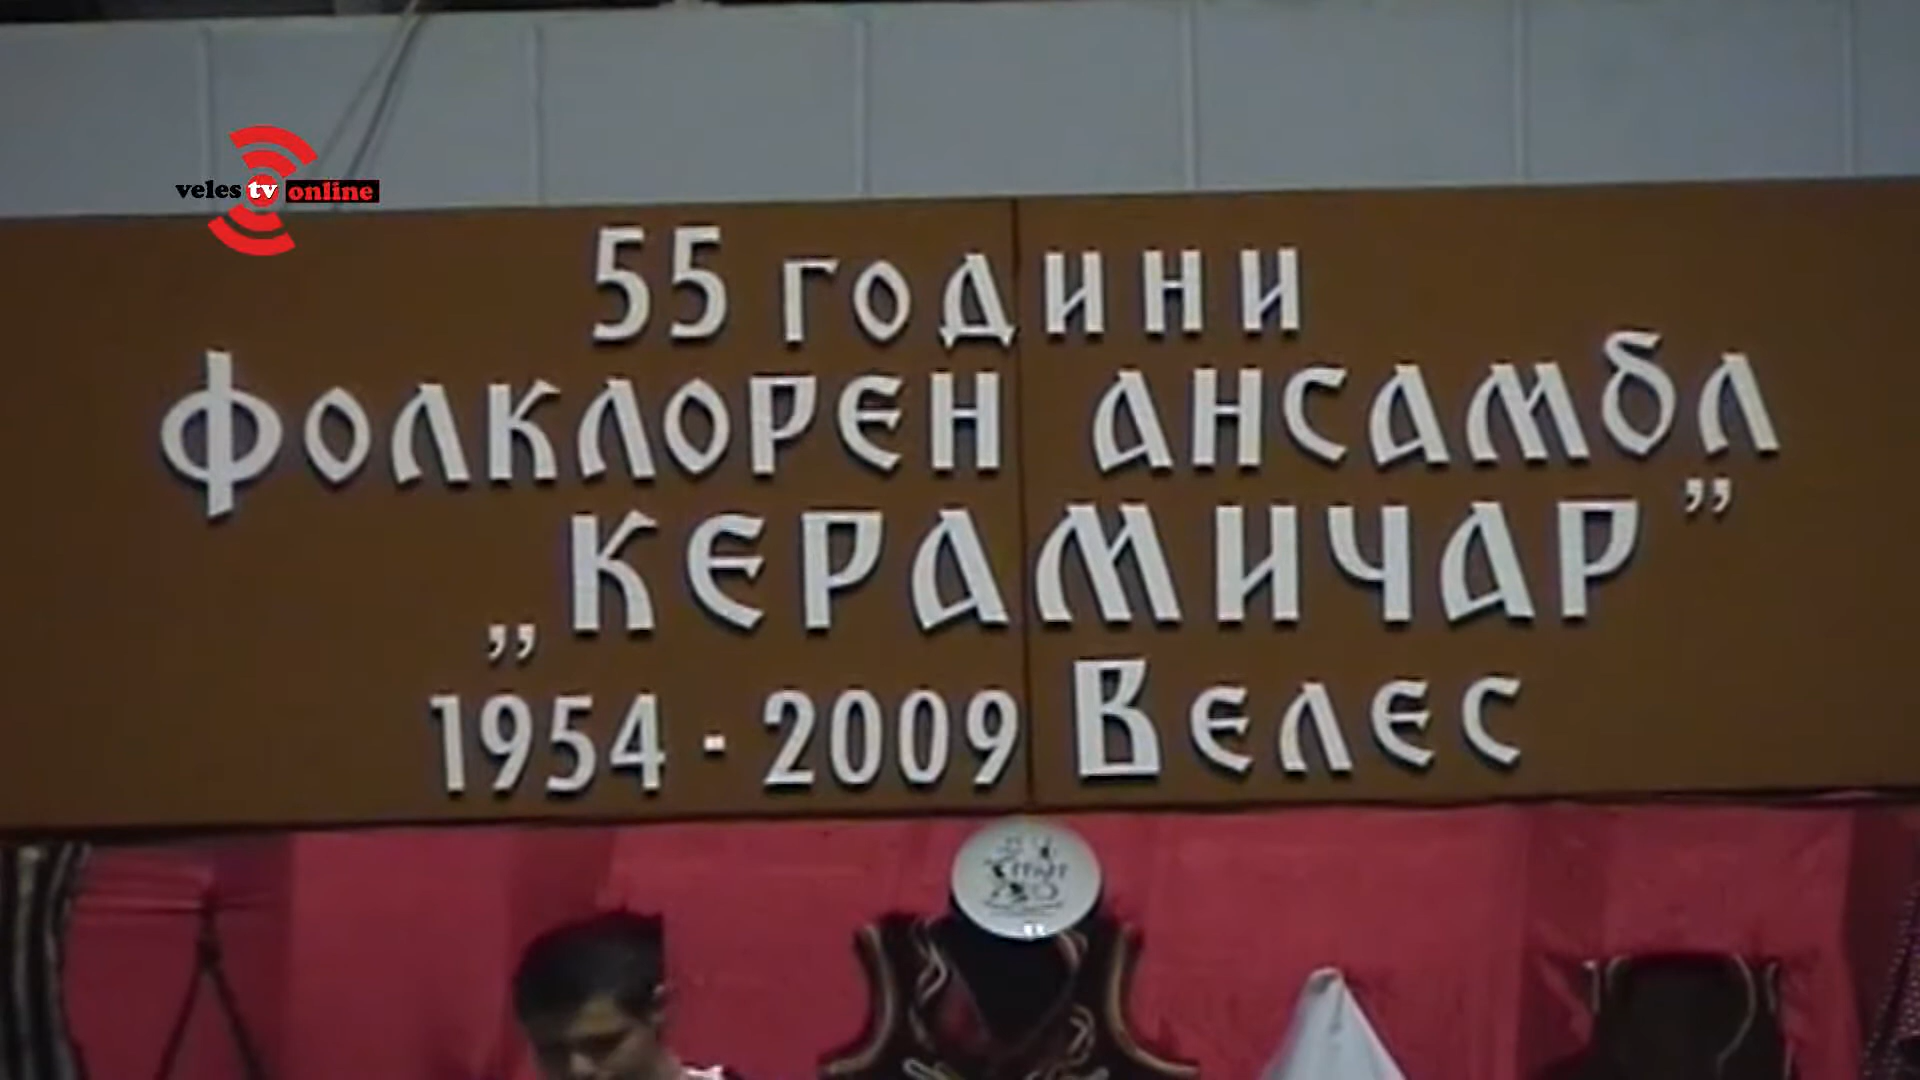 veles tv online
55 години
фолклорен ансамбл
„КЕРАМИЧАР”
1954 - 2009 Велес